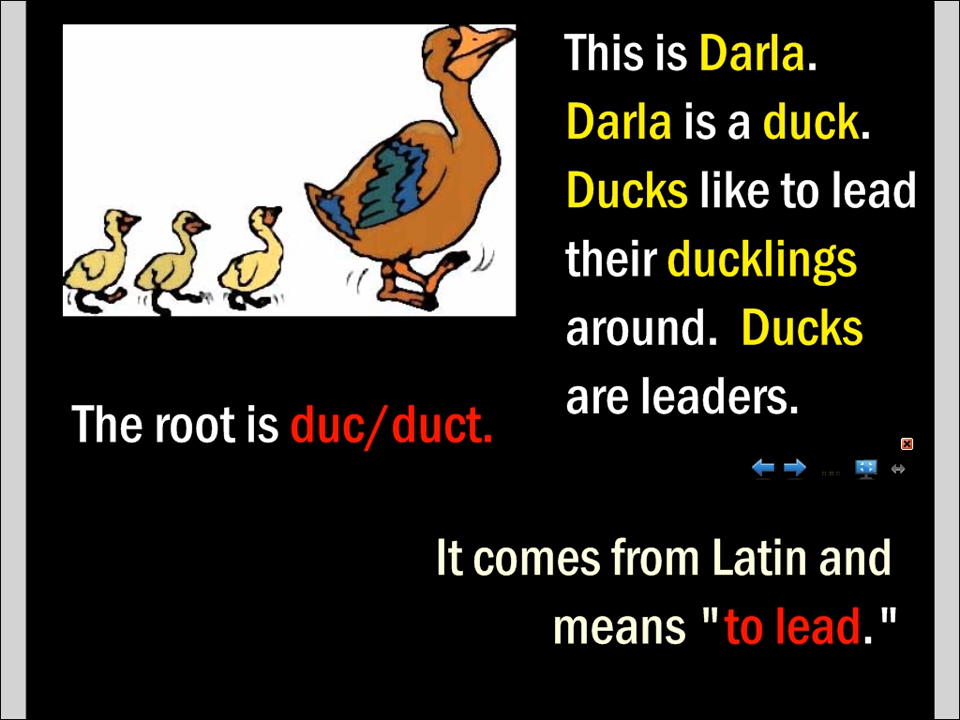 This is Darla.
Darla is a duck.
Ducks like to lead
their ducklings
around.  Ducks
are leaders.
The root is duc/duct.
It comes from Latin and
means "to lead."